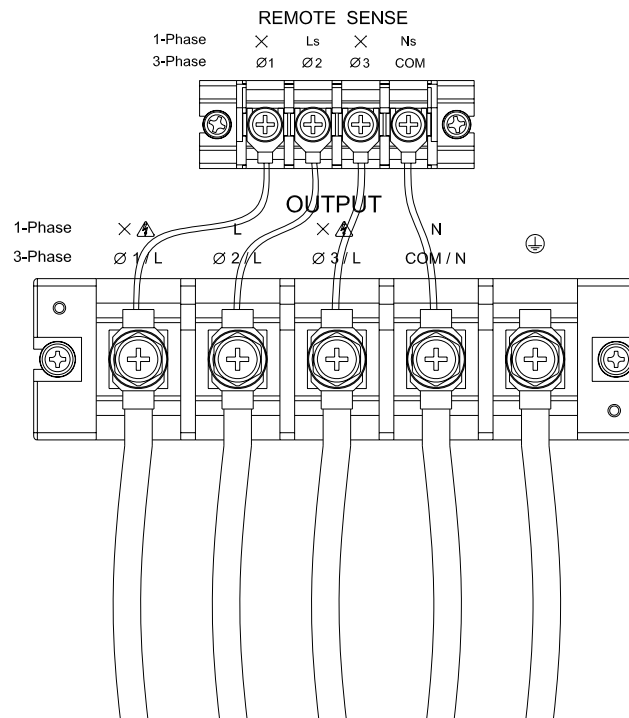 REMOTE SENSE
1-Phase × Ls × Ns
3-Phase Ø1 Ø2 Ø3 COM
OUTPUT
1-Phase × L × N
3-Phase Ø 1 / L Ø 2 / L Ø 3 / L COM / N